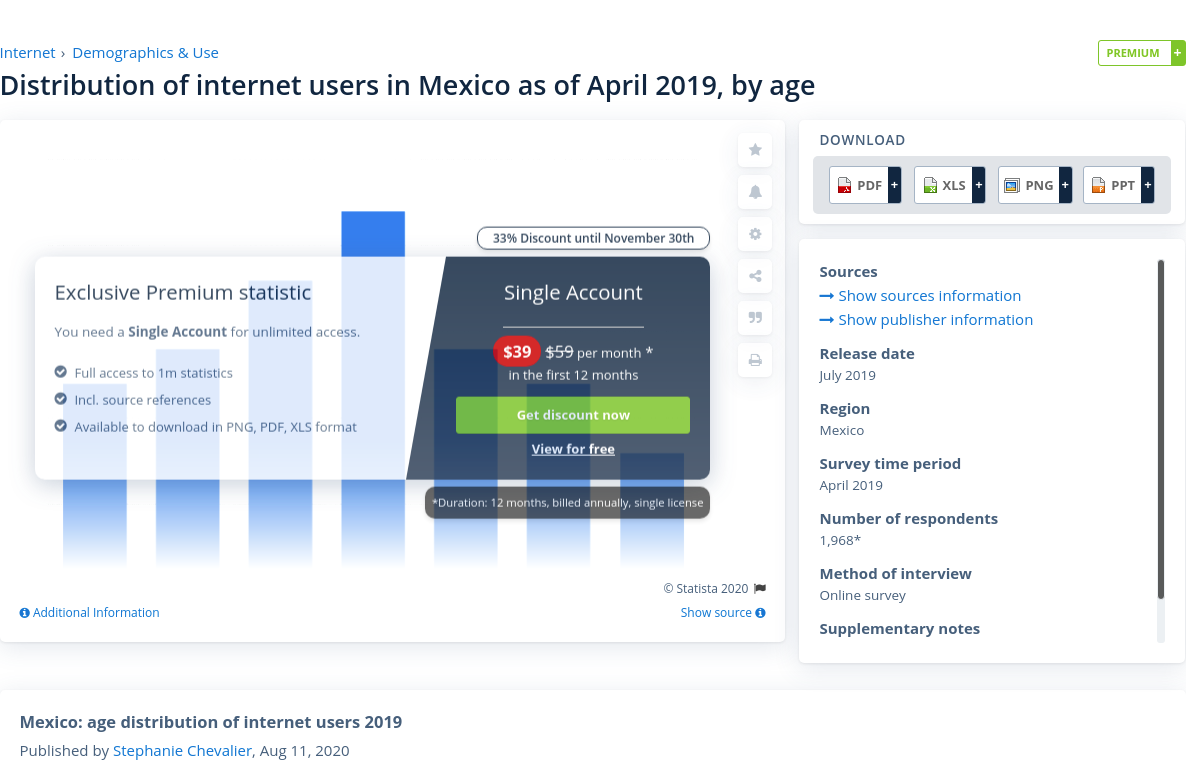 Internet › Demographics & Use
PREMIUM +
Distribution of internet users in Mexico as of April 2019, by age
33% Discount until November 30th
Exclusive Premium statistic
You need a Single Account for unlimited access.
Full access to 1m statistics
Incl. source references
Available to download in PNG, PDF, XLS format
Single Account
$39 $59 per month *
in the first 12 months
Get discount now
View for free
*Duration: 12 months, billed annually, single license
© Statista 2020
Additional Information
Show source
DOWNLOAD
PDF + XLS + PNG + PPT +
Sources
Show sources information
Show publisher information
Release date
July 2019
Region
Mexico
Survey time period
April 2019
Number of respondents
1,968*
Method of interview
Online survey
Supplementary notes
Mexico: age distribution of internet users 2019
Published by Stephanie Chevalier, Aug 11, 2020